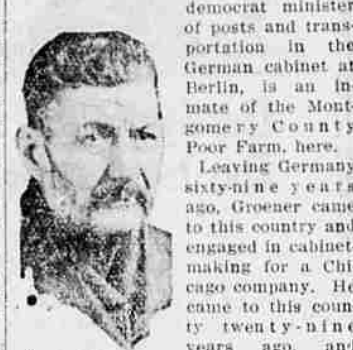 democrat minister
of posts and trans-
portation in the
German cabinet at
Berlin, is an in-
mate of the Mont-
gomery County
Poor Farm, here.
Leaving Germany
sixty-nine years
ago, Groener came
to this country and
engaged in cabinet
making for a Chi-
cago company. He
came to this coun-
ty twenty-nine
years ago, and